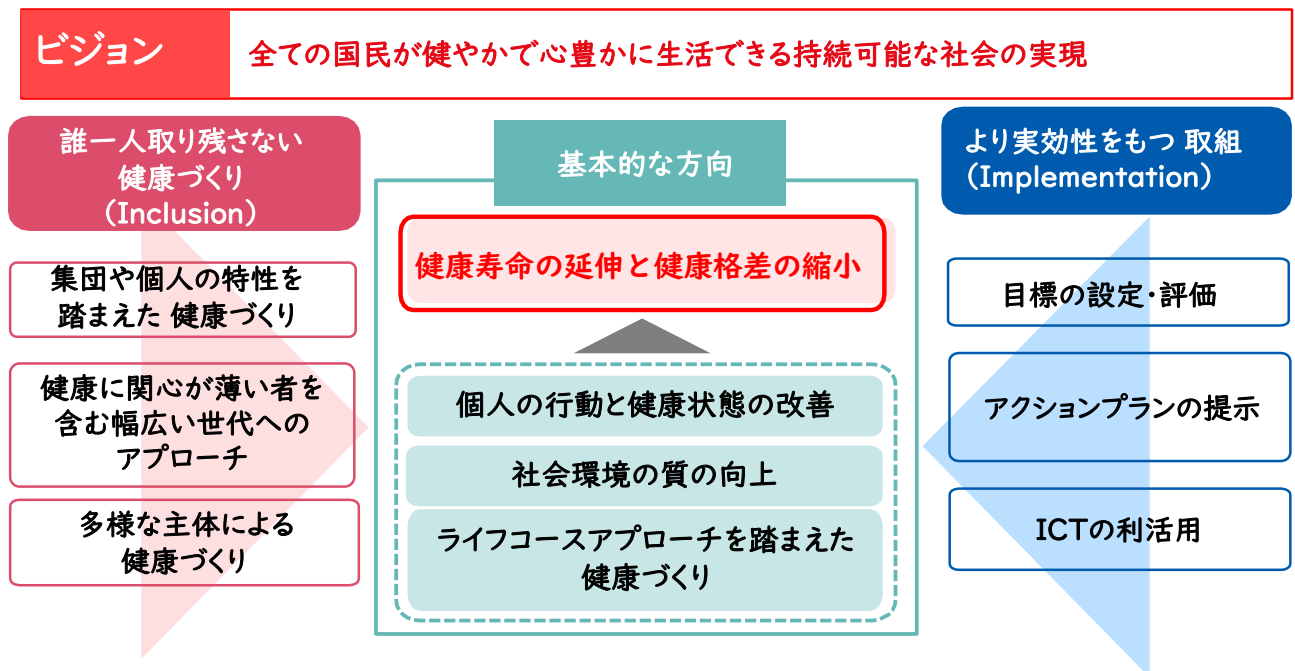 ビジョン
全ての国民が健やかで心豊かに生活できる持続可能な社会の実現
誰一人取り残さない
健康づくり
(Inclusion)
集団や個人の特性を
踏まえた 健康づくり
健康に関心が薄い者を
含む幅広い世代への
アプローチ
多様な主体による
健康づくり
基本的な方向
健康寿命の延伸と健康格差の縮小
個人の行動と健康状態の改善
社会環境の質の向上
ライフコースアプローチを踏まえた
健康づくり
より実効性をもつ 取組
(Implementation)
目標の設定・評価
アクションプランの提示
ICTの利活用